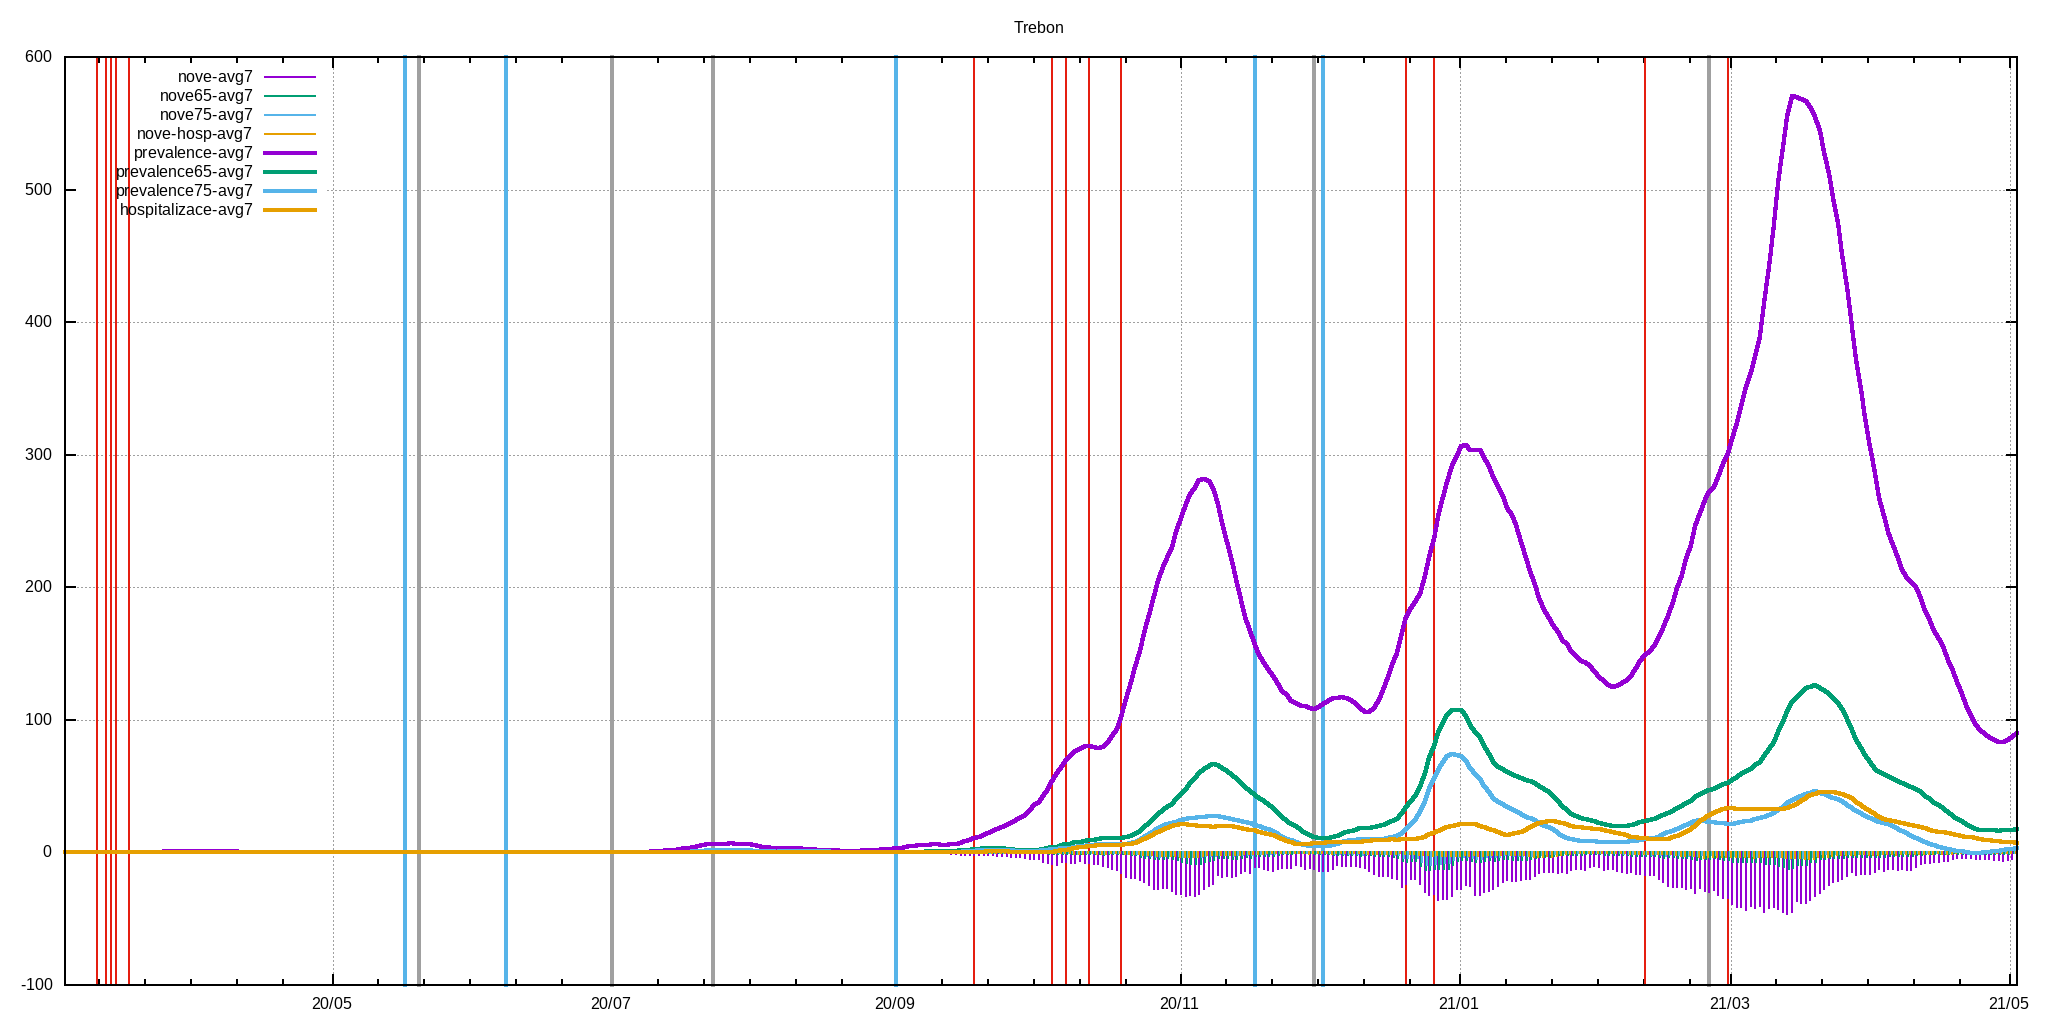 Trebon
600
500
400
300
200
100
0
-100
nove-avg7
nove65-avg7
nove75-avg7
nove-hosp-avg7
prevalence-avg7
prevalence65-avg7
prevalence75-avg7
hospitalizace-avg7
20/05
20/07
20/09
20/11
21/01
21/03
21/05